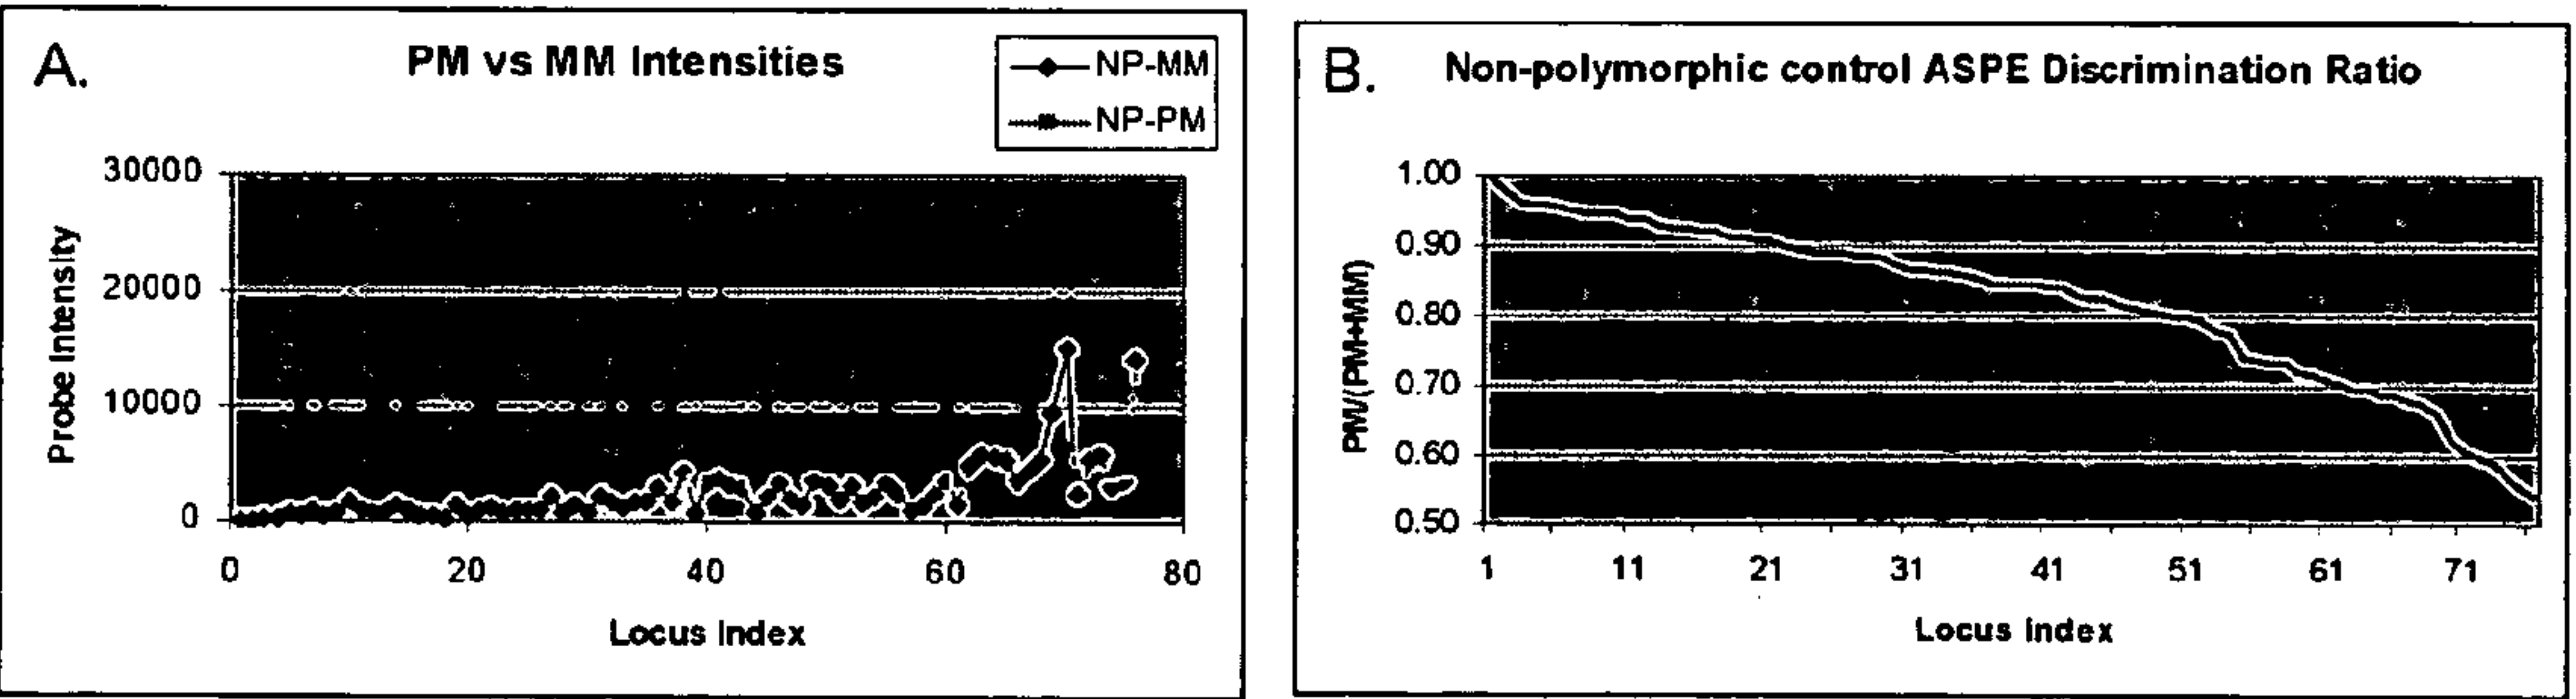 A.
PM vs MM Intensities
NP-MM
NP-PM
30000
20000
10000
0
Probe Intensity
0 20 40 60 80
Locus Index
B.
Non-polymorphic control ASPE Discrimination Ratio
1.00
0.90
0.80
0.70
0.60
0.50
PM/(PM+MM)
1 11 21 31 41 51 61 71
Locus Index